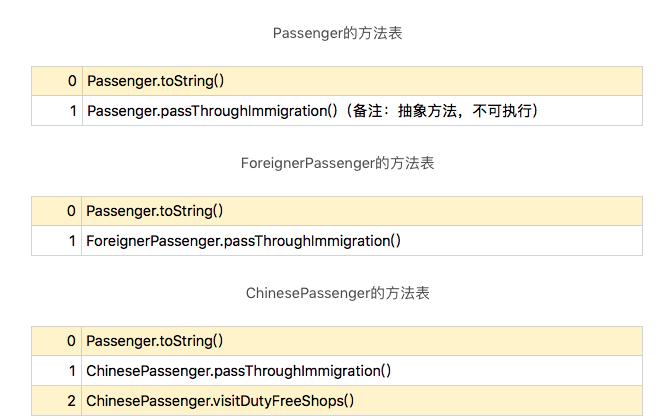 Passenger的方法表
0 Passenger.toString()
1 Passenger.passThroughImmigration()（备注：抽象方法，不可执行）
ForeignerPassenger的方法表
0 Passenger.toString()
1 ForeignerPassenger.passThroughImmigration()
ChinesePassenger的方法表
0 Passenger.toString()
1 ChinesePassenger.passThroughImmigration()
2 ChinesePassenger.visitDutyFreeShops()